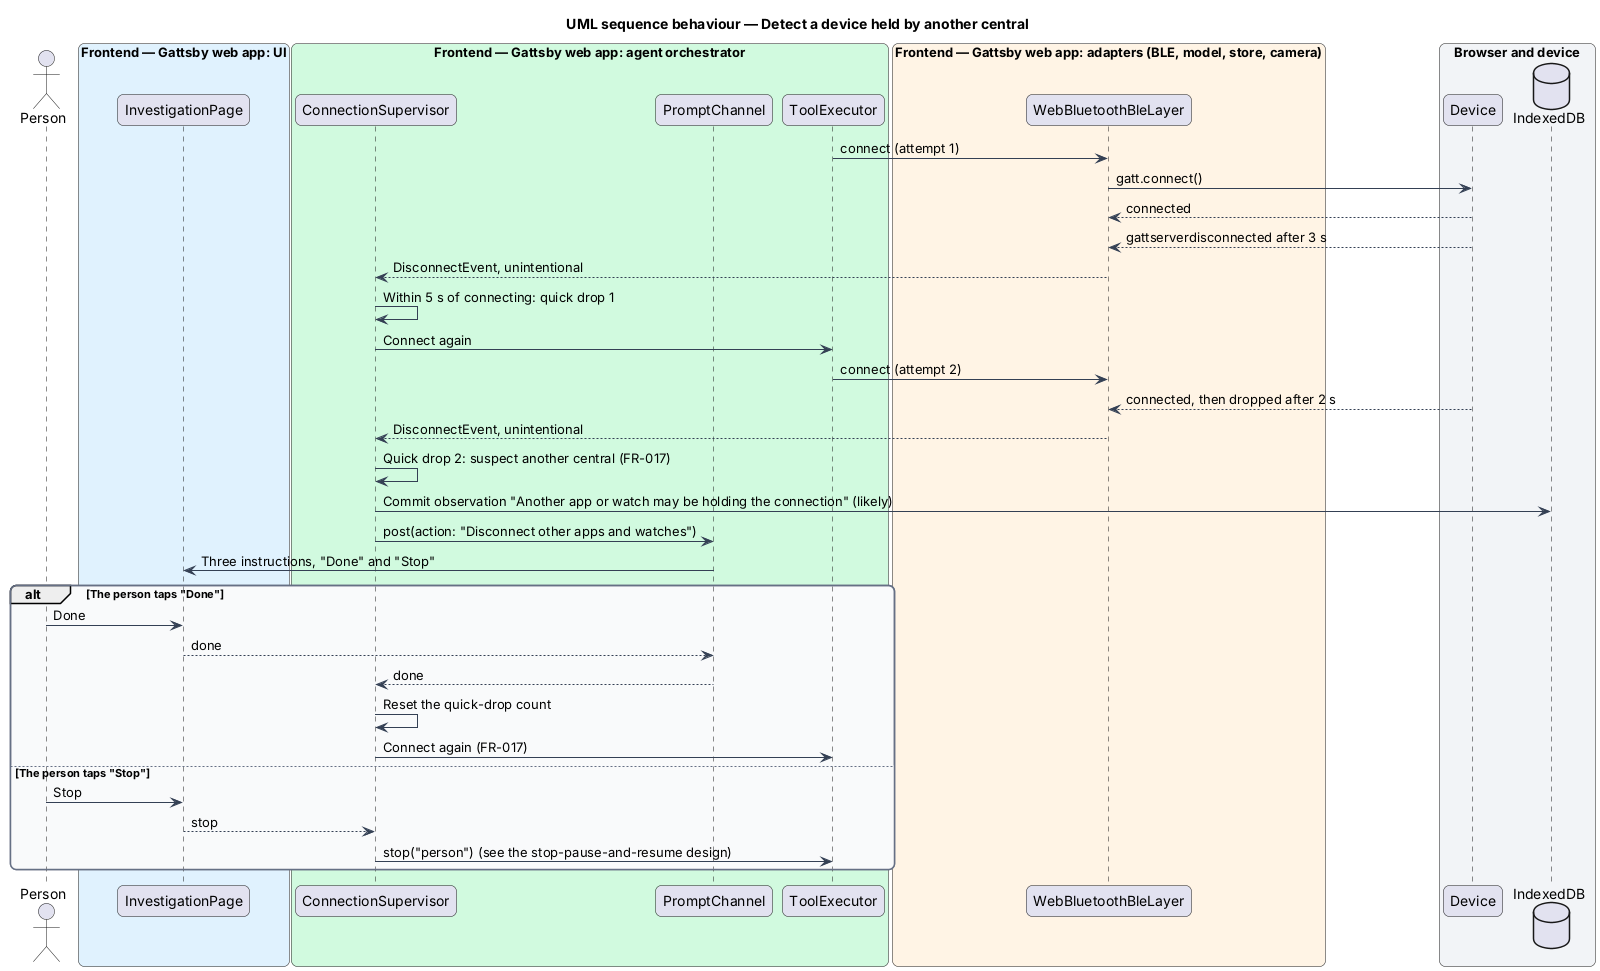 UML sequence behaviour — Detect a device held by another central
Frontend — Gattsby web app: UI
Frontend — Gattsby web app: agent orchestrator
Frontend — Gattsby web app: adapters (BLE, model, store, camera)
Browser and device
Person
InvestigationPage
ConnectionSupervisor
PromptChannel
ToolExecutor
WebBluetoothBleLayer
Device
IndexedDB
connect (attempt 1)
gatt.connect()
connected
gattserverdisconnected after 3 s
DisconnectEvent, unintentional
Within 5 s of connecting: quick drop 1
Connect again
connect (attempt 2)
connected, then dropped after 2 s
DisconnectEvent, unintentional
Quick drop 2: suspect another central (FR-017)
Commit observation "Another app or watch may be holding the connection" (likely)
post(action: "Disconnect other apps and watches")
Three instructions, "Done" and "Stop"
alt
[The person taps "Done"]
Done
done
done
Reset the quick-drop count
Connect again (FR-017)
[The person taps "Stop"]
Stop
stop
stop("person") (see the stop-pause-and-resume design)
Person
InvestigationPage
ConnectionSupervisor
PromptChannel
ToolExecutor
WebBluetoothBleLayer
Device
IndexedDB